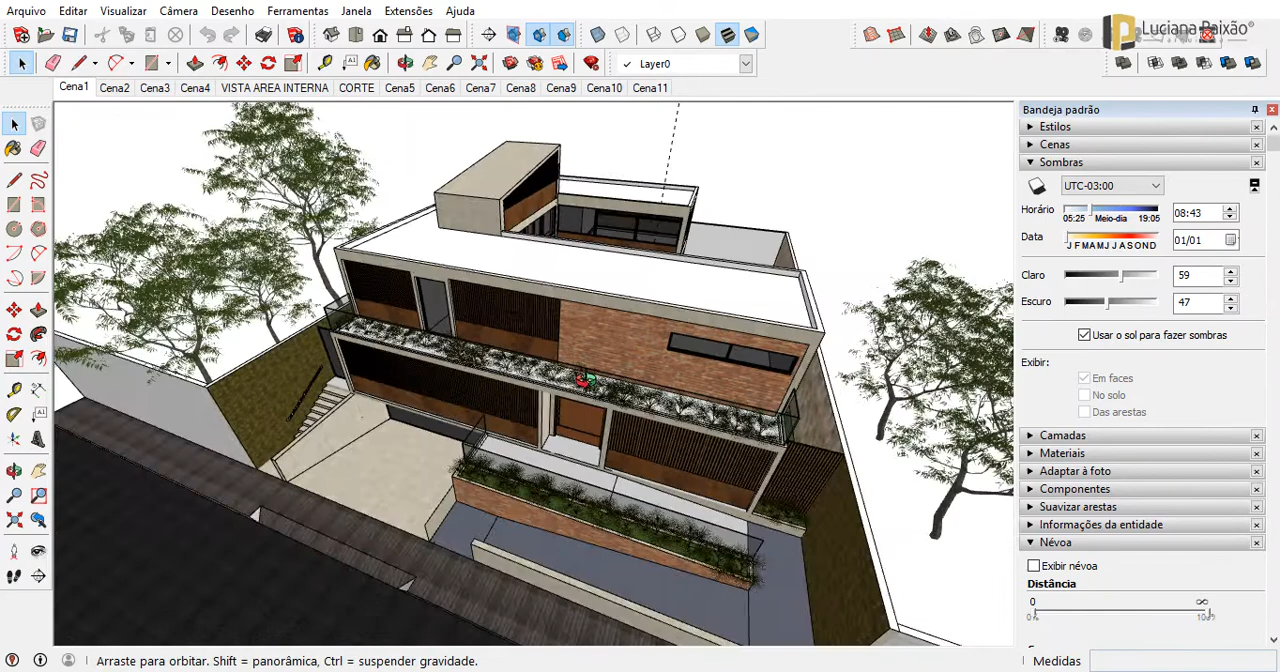 Arquivo Editar Visualizar Câmera Desenho Ferramentas Janela Extensões Ajuda
Luciana Paixão®
Layer0
Cena1 Cena2 Cena3 Cena4 VISTA AREA INTERNA CORTE Cena5 Cena6 Cena7 Cena8 Cena9 Cena10 Cena11
Bandeja padrão
Estilos
Cenas
Sombras
UTC-03:00
Horário 05:25 Meio-dia 19:05 08:43
Data J F M A M J J A S O N D 01/01
Claro 59
Escuro 47
Usar o sol para fazer sombras
Exibir:
Em faces
No solo
Das arestas
Camadas
Materiais
Adaptar à foto
Componentes
Suavizar arestas
Informações da entidade
Névoa
Exibir névoa
Distância
0 ∞
0%
Arraste para orbitar. Shift = panorâmica, Ctrl = suspender gravidade.
Medidas